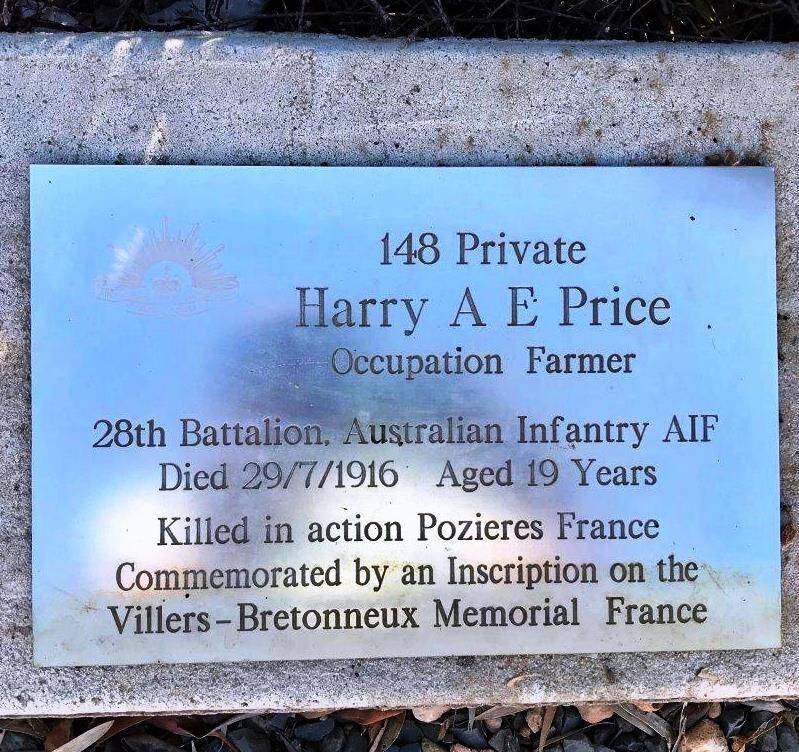 148 Private
Harry A E Price
Occupation Farmer
28th Battalion, Australian Infantry AIF
Died 29/7/1916 Aged 19 Years
Killed in action Pozieres France
Commemorated by an Inscription on the
Villers-Bretonneux Memorial France